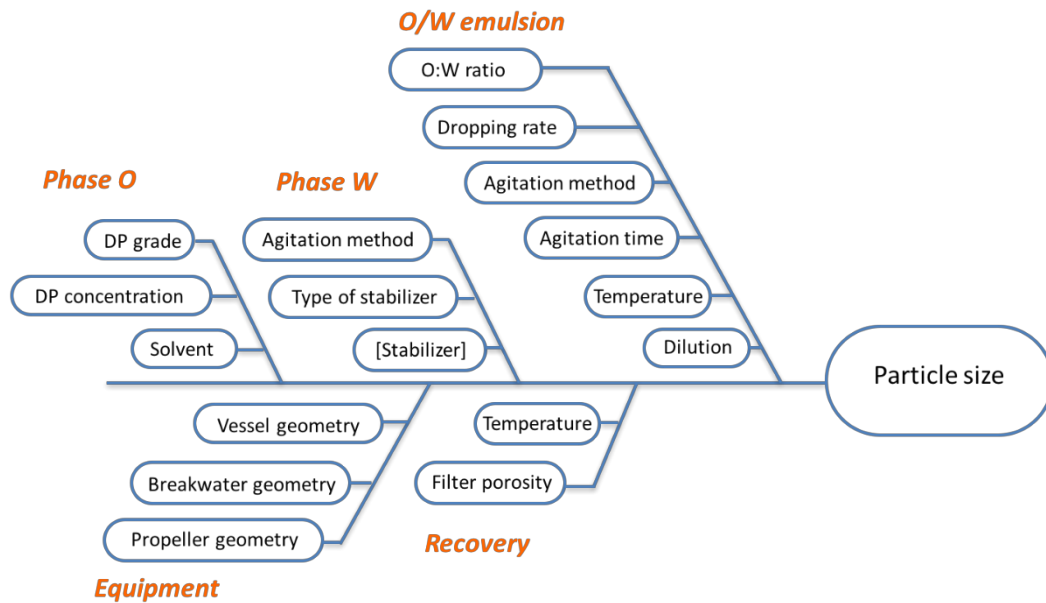 O/W emulsion
O:W ratio
Dropping rate
Agitation method
Agitation time
Temperature
Dilution
Phase O
DP grade
DP concentration
Solvent
Phase W
Agitation method
Type of stabilizer
[Stabilizer]
Particle size
Vessel geometry
Breakwater geometry
Propeller geometry
Equipment
Temperature
Filter porosity
Recovery